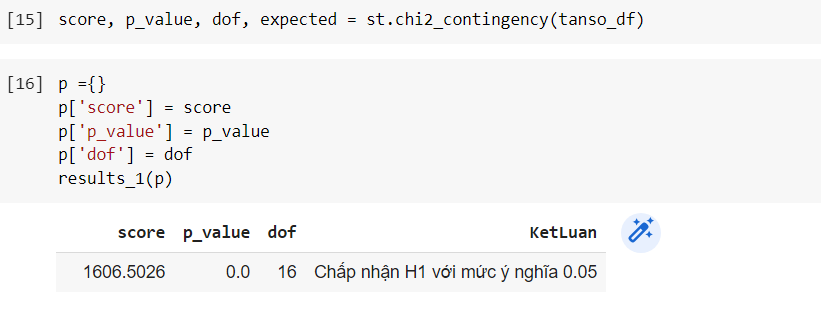 [15] score, p_value, dof, expected = st.chi2_contingency(tanso_df)
[16] p ={}
p['score'] = score
p['p_value'] = p_value
p['dof'] = dof
results_1(p)
score p_value dof KetLuan
1606.5026 0.0 16 Chấp nhận H1 với mức ý nghĩa 0.05